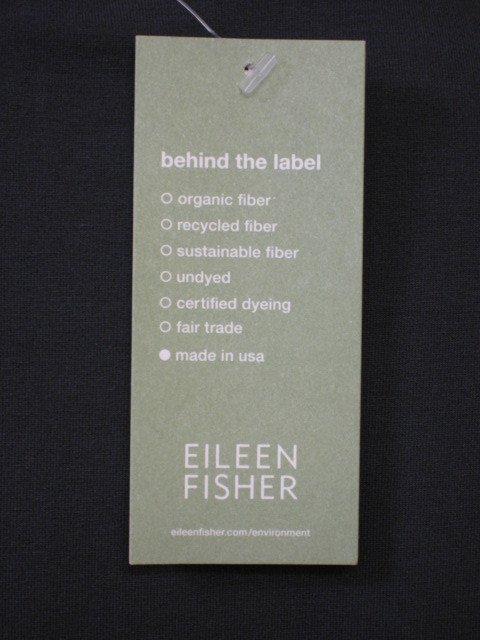 behind the label
organic fiber
recycled fiber
sustainable fiber
undyed
certified dyeing
fair trade
made in usa
EILEEN
FISHER
eileenfisher.com/environment